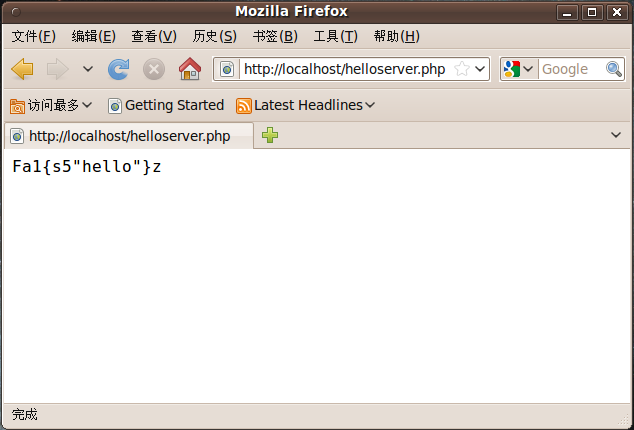 Mozilla Firefox
文件(F) 编辑(E) 查看(V) 历史(S) 书签(B) 工具(T) 帮助(H)
http://localhost/helloserver.php Google
访问最多 Getting Started Latest Headlines
http://localhost/helloserver.php
Fa1{s5"hello"}z
完成